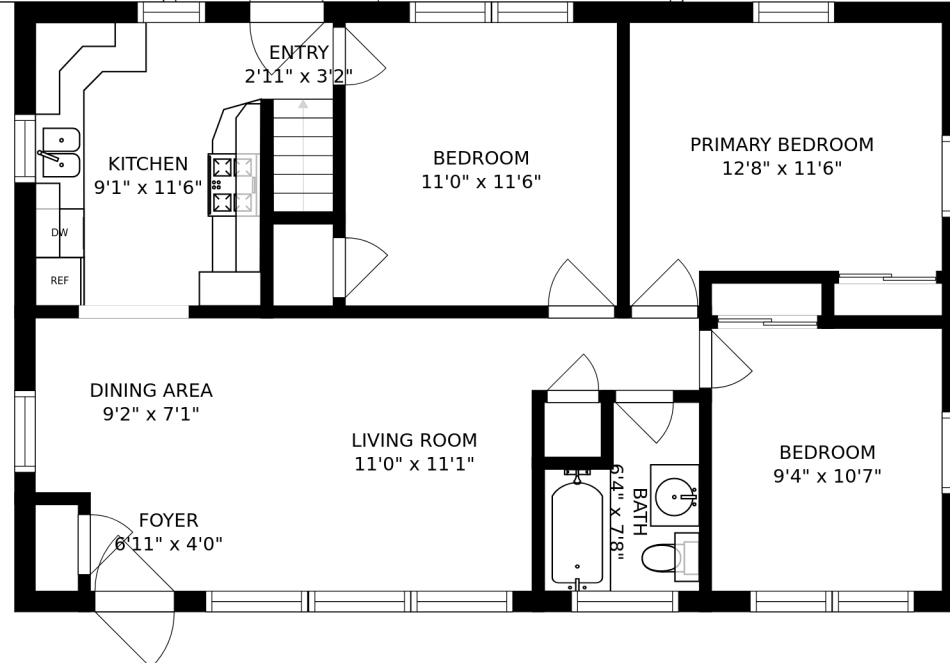 ENTRY
2'11" x 3'2"
KITCHEN
9'1" x 11'6"
BEDROOM
11'0" x 11'6"
PRIMARY BEDROOM
12'8" x 11'6"
DW
REF
DINING AREA
9'2" x 7'1"
LIVING ROOM
11'0" x 11'1"
BEDROOM
9'4" x 10'7"
FOYER
6'11" x 4'0"
BATH
6'4" x 7'8"